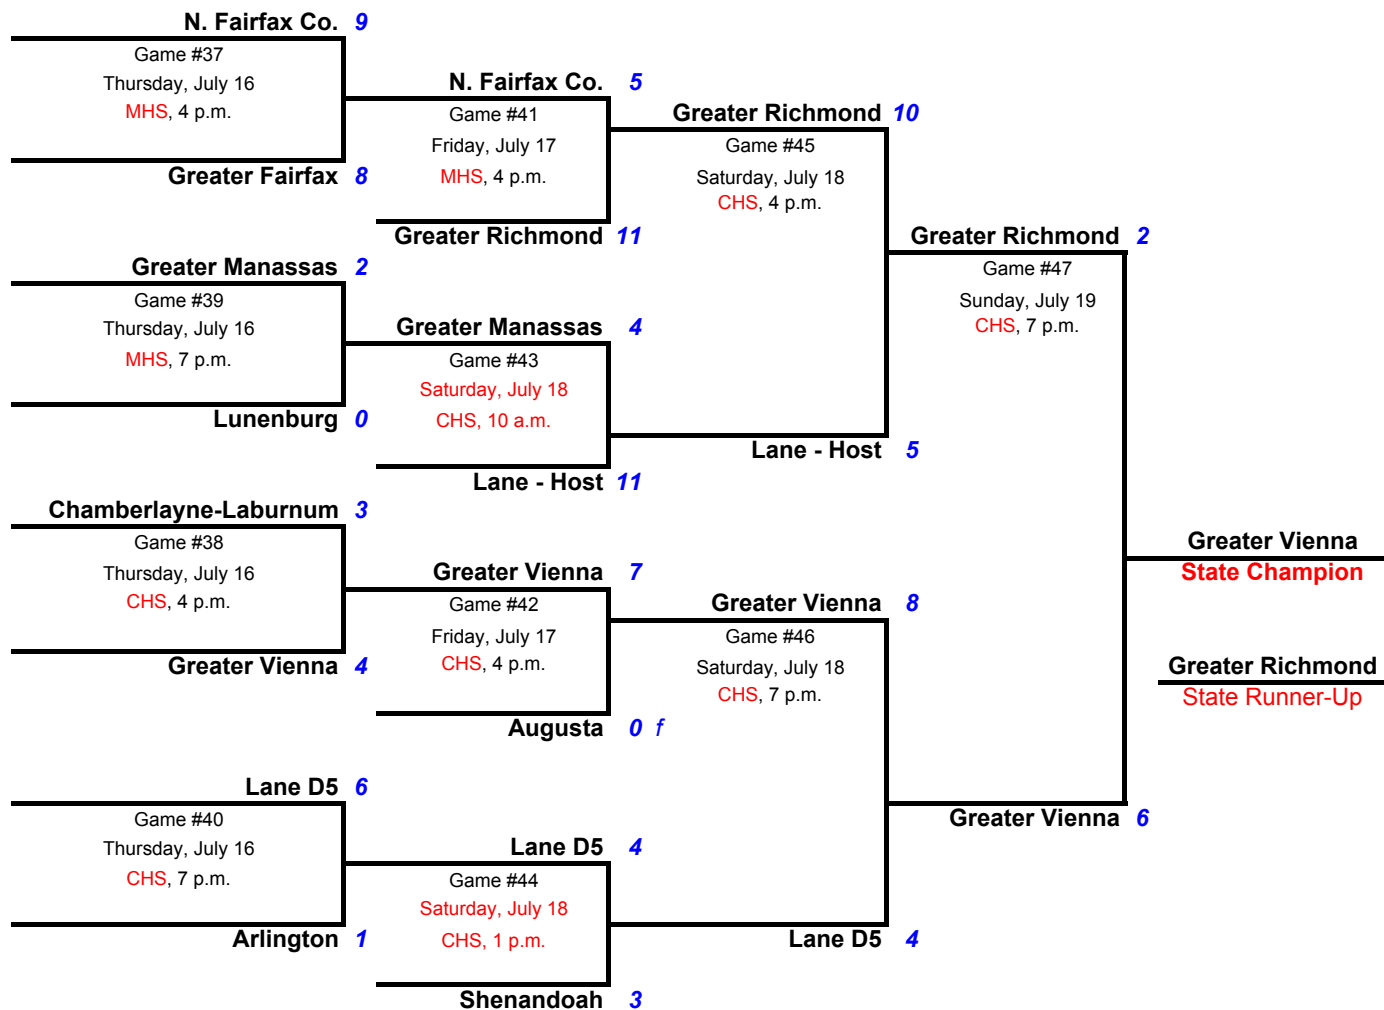 N. Fairfax Co. 9
Game #37
Thursday, July 16
MHS, 4 p.m.
Greater Fairfax 8
Greater Manassas 2
Game #39
Thursday, July 16
MHS, 7 p.m.
Lunenburg 0
Chamberlayne-Laburnum 3
Game #38
Thursday, July 16
CHS, 4 p.m.
Greater Vienna 4
Lane D5 6
Game #40
Thursday, July 16
CHS, 7 p.m.
Arlington 1
N. Fairfax Co. 5
Game #41
Friday, July 17
MHS, 4 p.m.
Greater Richmond 11
Greater Manassas 4
Game #43
Saturday, July 18
CHS, 10 a.m.
Lane - Host 11
Greater Vienna 7
Game #42
Friday, July 17
CHS, 4 p.m.
Augusta 0 f
Lane D5 4
Game #44
Saturday, July 18
CHS, 1 p.m.
Shenandoah 3
Greater Richmond 10
Game #45
Saturday, July 18
CHS, 4 p.m.
Lane - Host 5
Greater Vienna 8
Game #46
Saturday, July 18
CHS, 7 p.m.
Lane D5 4
Greater Richmond 2
Game #47
Sunday, July 19
CHS, 7 p.m.
Greater Vienna 6
Greater Vienna
State Champion
Greater Richmond
State Runner-Up